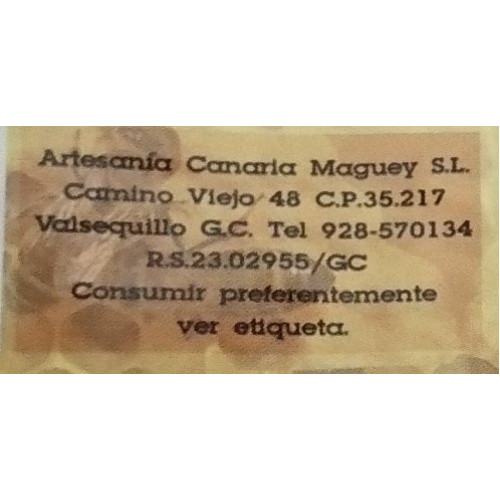 Artesanía Canaria Maguey S.L.
Camino Viejo 48 C.P.35.217
Valsequillo G.C. Tel 928-570134
R.S.23.02955/GC
Consumir preferentemente
ver etiqueta.